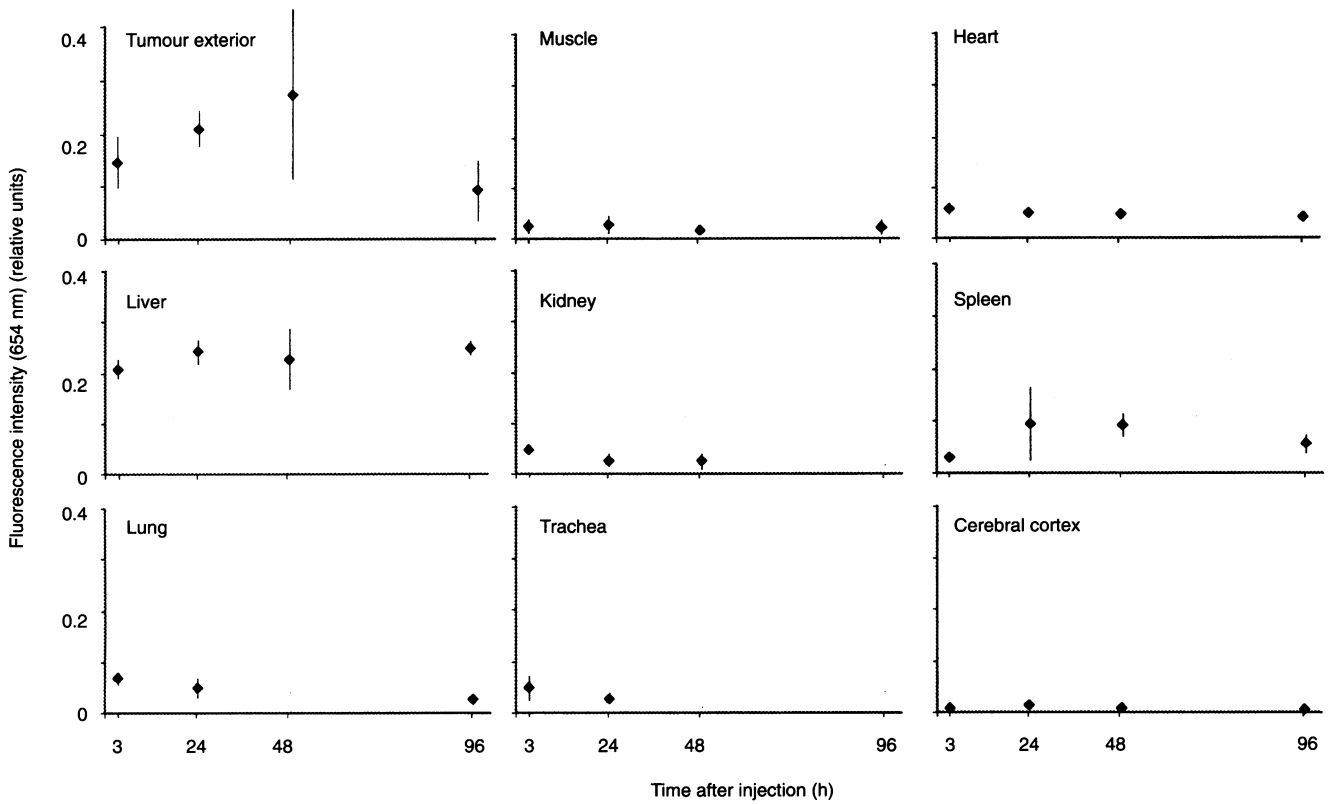 Fluorescence intensity (654 nm) (relative units)
0.4
0.2
0
Tumour exterior
Muscle
Heart
0.4
0.2
0
Liver
Kidney
Spleen
0.4
0.2
0
Lung
Trachea
Cerebral cortex
3 24 48 96
3 24 48 96
3 24 48 96
Time after injection (h)